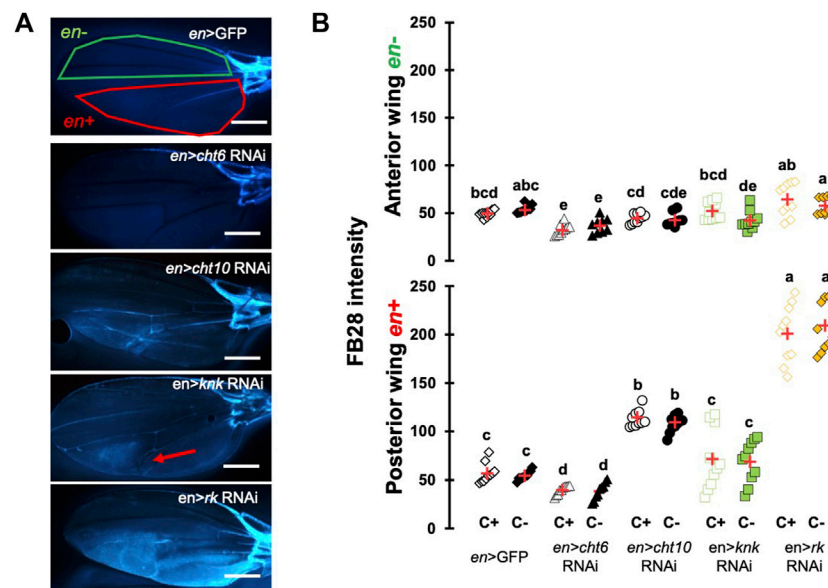 A
en-
en>GFP
en+
en>cht6 RNAi
en>cht10 RNAi
en>knk RNAi
en>rk RNAi
B
FB28 intensity
Anterior wing en-
250
200
150
100
50
0
bcd abc e e cd cde bcd de ab a
Posterior wing en+
250
200
150
100
50
0
c c d d b b c c a a
C+ C- C+ C- C+ C- C+ C- C+ C-
en>GFP en>cht6 en>cht10 en>knk en>rk
RNAi RNAi RNAi RNAi